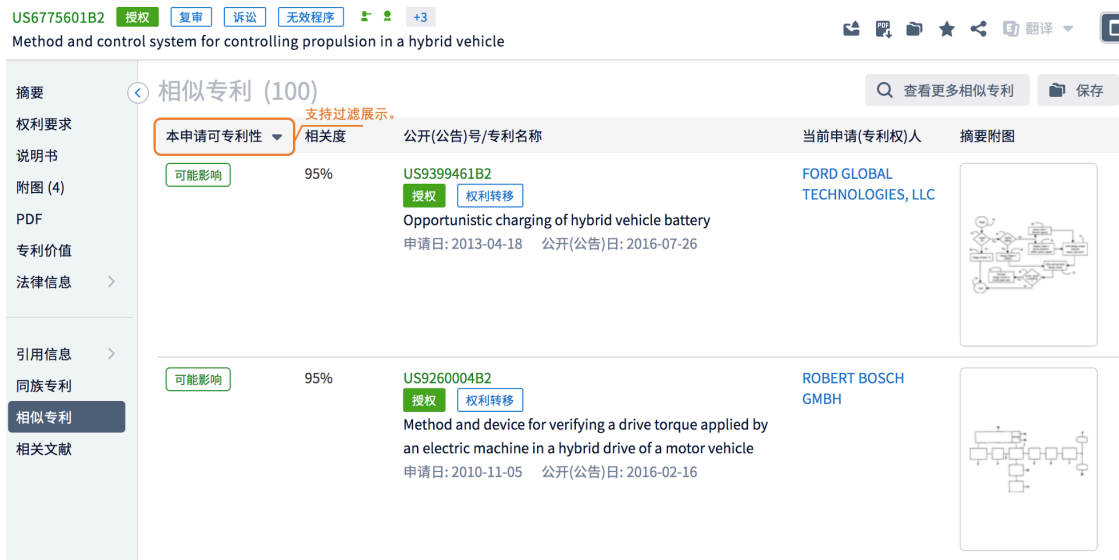 US6775601B2 授权 复审 诉讼 无效程序 +3
Method and control system for controlling propulsion in a hybrid vehicle
翻译
摘要
权利要求
说明书
附图 (4)
PDF
专利价值
法律信息
引用信息
同族专利
相似专利
相关文献
相似专利 (100)
支持过滤展示。
查看更多相似专利
保存
本申请可专利性 相关度 公开(公告)号/专利名称 当前申请(专利权)人 摘要附图
可能影响 95% US9399461B2 FORD GLOBAL
授权 权利转移 TECHNOLOGIES, LLC
Opportunistic charging of hybrid vehicle battery
申请日: 2013-04-18 公开(公告)日: 2016-07-26
可能影响 95% US9260004B2 ROBERT BOSCH
授权 权利转移 GMBH
Method and device for verifying a drive torque applied by
an electric machine in a hybrid drive of a motor vehicle
申请日: 2010-11-05 公开(公告)日: 2016-02-16